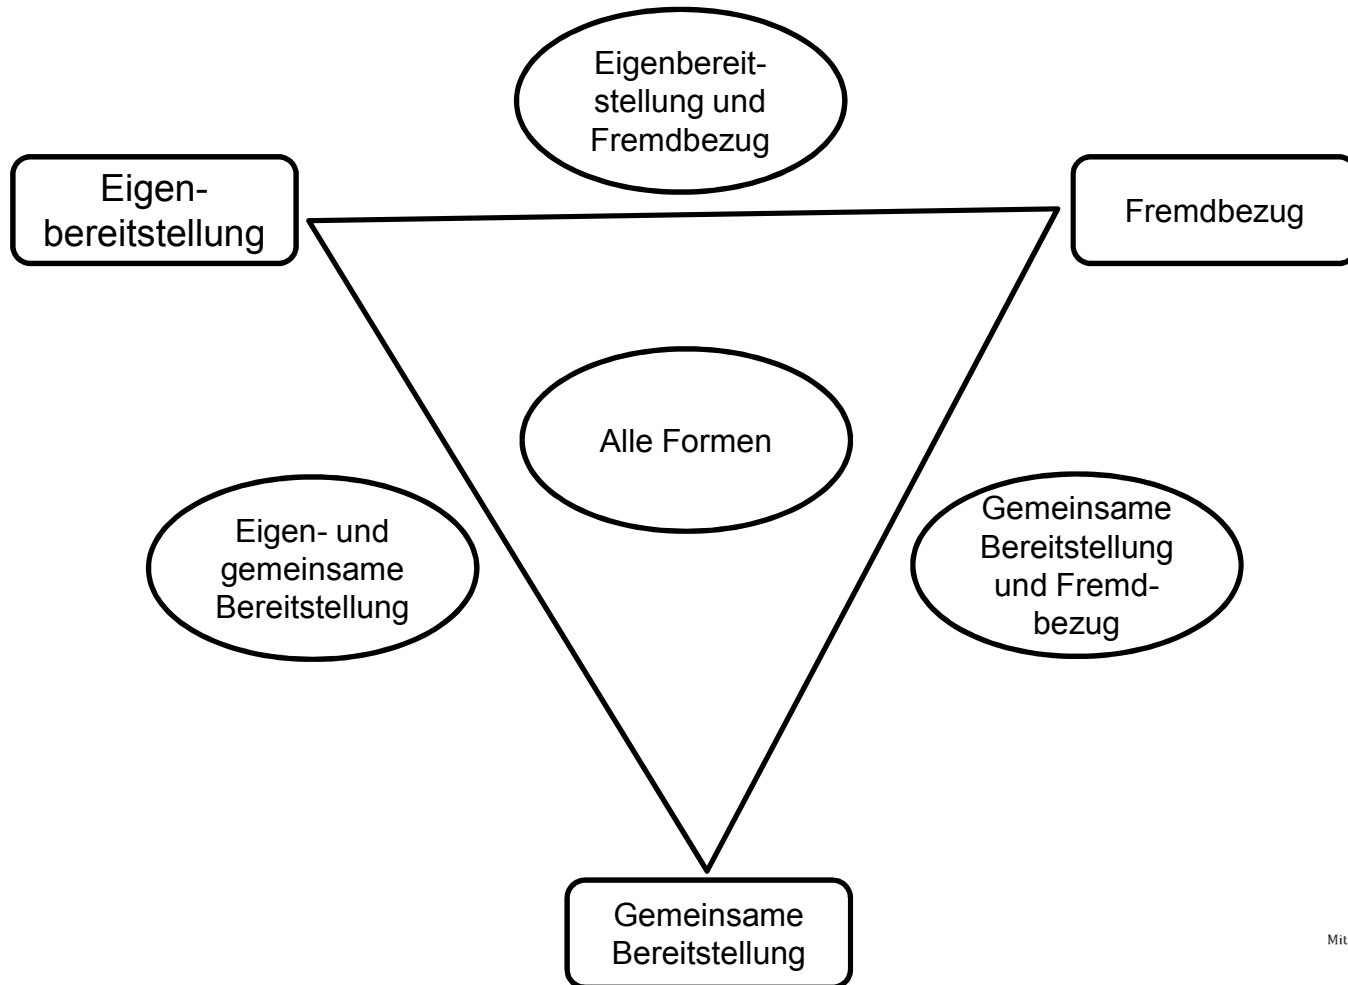 Eigenbereit-
stellung und
Fremdbezug
Eigen-
bereitstellung
Fremdbezug
Alle Formen
Eigen- und
gemeinsame
Bereitstellung
Gemeinsame
Bereitstellung
und Fremd-
bezug
Gemeinsame
Bereitstellung
Mit